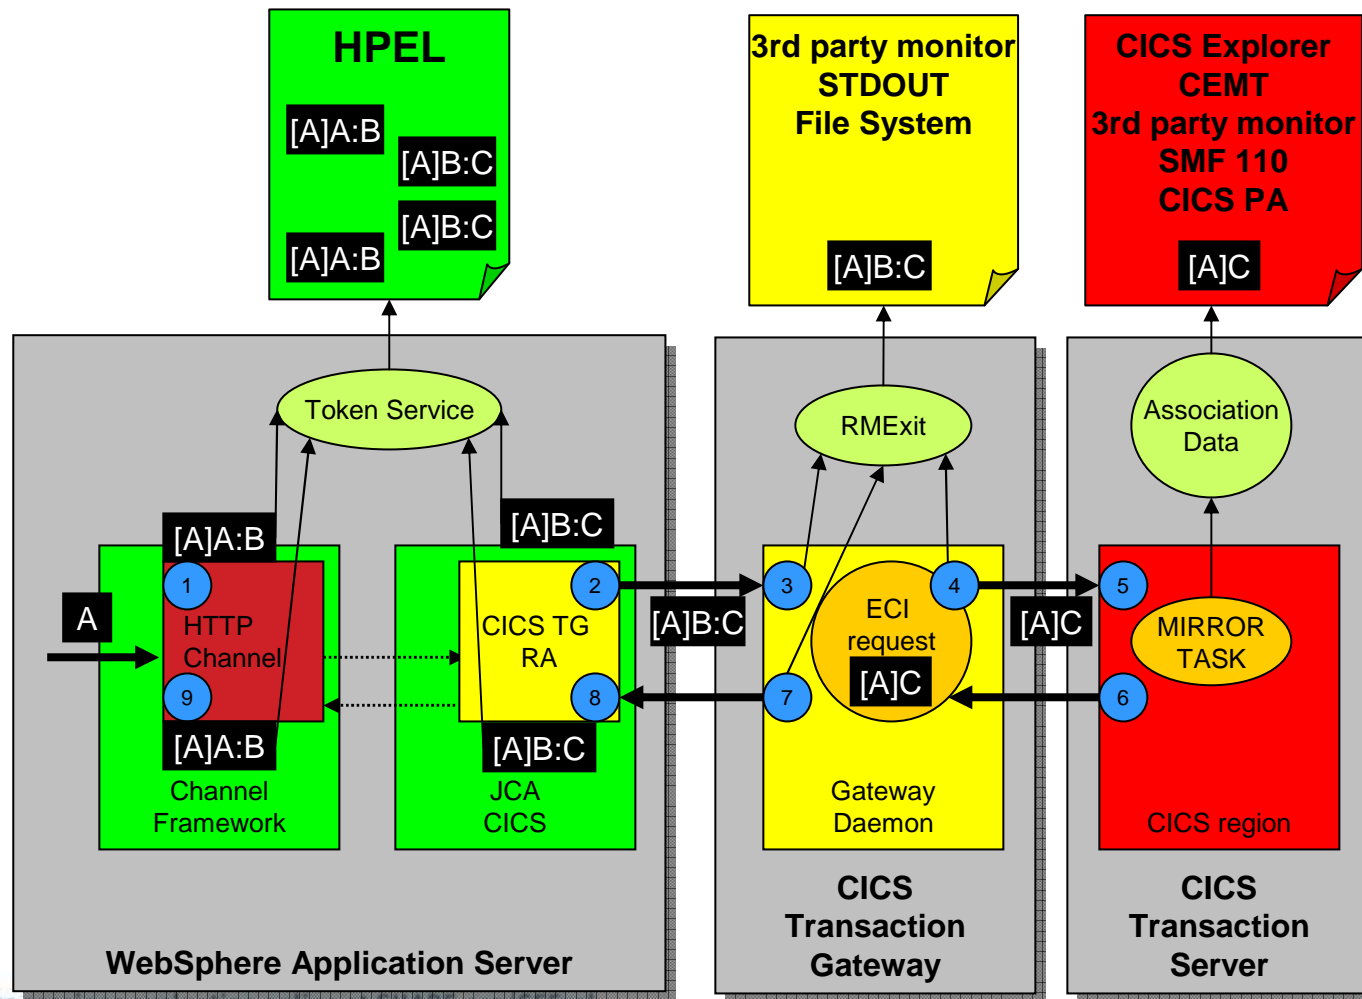 HPEL
[A]A:B
[A]B:C
[A]B:C
[A]A:B
3rd party monitor
STDOUT
File System
[A]B:C
CICS Explorer
CEMT
3rd party monitor
SMF 110
CICS PA
[A]C
Token Service
RMExit
Association
Data
[A]A:B
[A]B:C
A
1
HTTP
Channel
9
[A]A:B
Channel
Framework
2
CICS TG
RA
8
[A]B:C
JCA
CICS
[A]B:C
3
4
ECI
request
[A]C
7
Gateway
Daemon
[A]C
5
MIRROR
TASK
6
CICS region
WebSphere Application Server
CICS
Transaction
Gateway
CICS
Transaction
Server